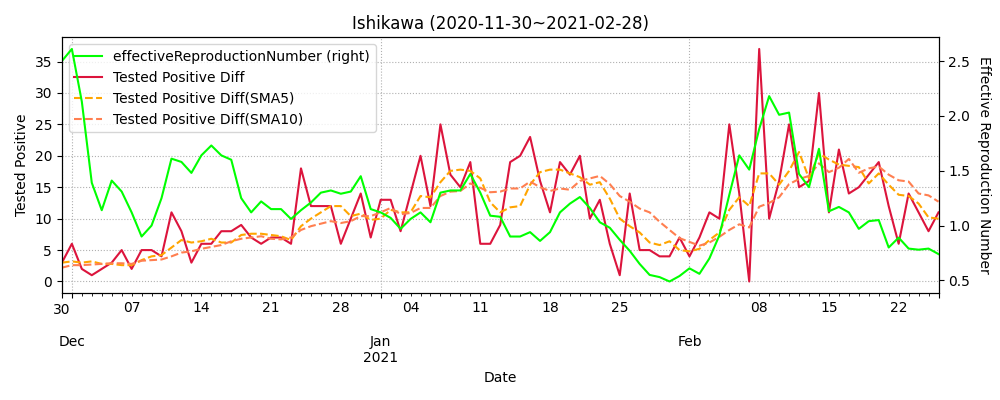 Ishikawa (2020-11-30~2021-02-28)
effectiveReproductionNumber (right)
Tested Positive Diff
Tested Positive Diff(SMA5)
Tested Positive Diff(SMA10)
Tested Positive
0
5
10
15
20
25
30
35
Effective Reproduction Number
0.5
1.0
1.5
2.0
2.5
30 07 14 21 28 04 11 18 25 08 15 22
Dec Jan Feb
2021
Date